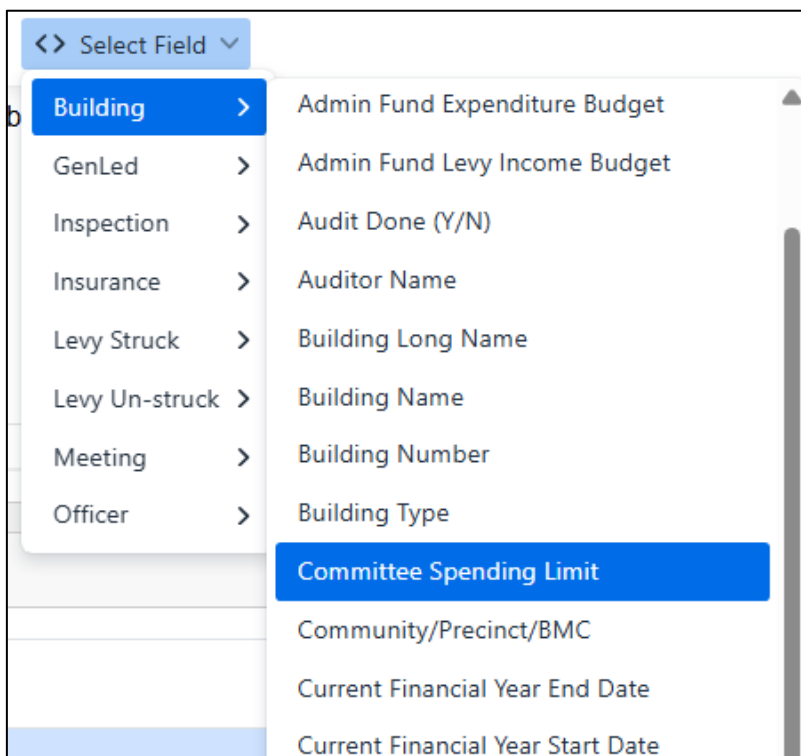 <> Select Field
b
Building
GenLed
Inspection
Insurance
Levy Struck
Levy Un-struck
Meeting
Officer
Admin Fund Expenditure Budget
Admin Fund Levy Income Budget
Audit Done (Y/N)
Auditor Name
Building Long Name
Building Name
Building Number
Building Type
Committee Spending Limit
Community/Precinct/BMC
Current Financial Year End Date
Current Financial Year Start Date